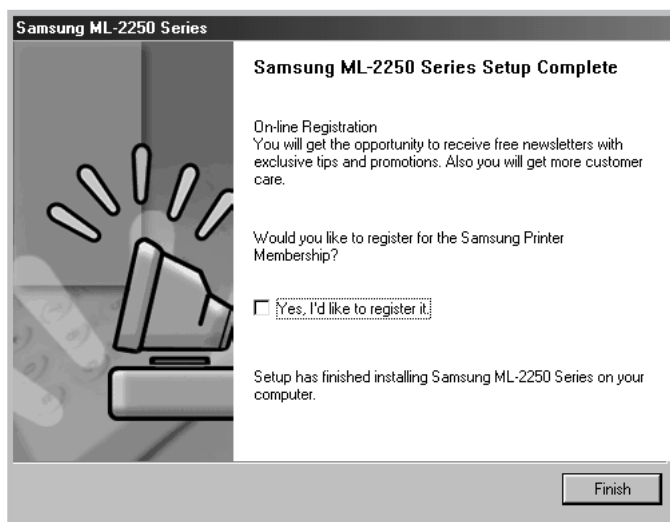 Samsung ML-2250 Series
Samsung ML-2250 Series Setup Complete
On-line Registration
You will get the opportunity to receive free newsletters with
exclusive tips and promotions. Also you will get more customer
care.
Would you like to register for the Samsung Printer
Membership?
Yes, I'd like to register it.
Setup has finished installing Samsung ML-2250 Series on your
computer.
Finish